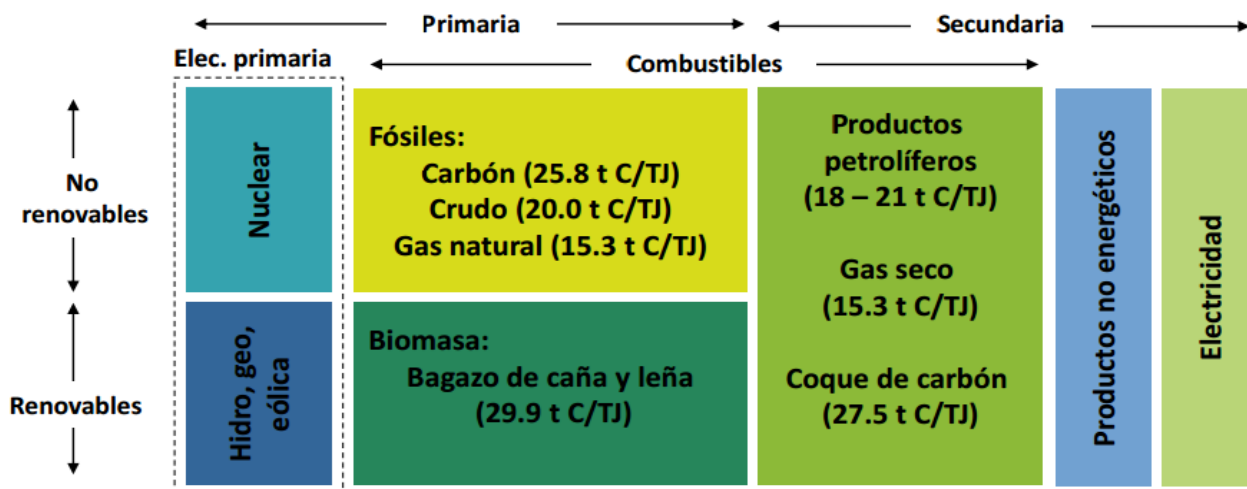 Primaria
Secundaria
Elec. primaria
Combustibles
No
renovables
Renovables
Nuclear
Hidro, geo,
eólica
Fósiles:
Carbón (25.8 t C/TJ)
Crudo (20.0 t C/TJ)
Gas natural (15.3 t C/TJ)
Biomasa:
Bagazo de caña y leña
(29.9 t C/TJ)
Productos
petrolíferos
(18 – 21 t C/TJ)
Gas seco
(15.3 t C/TJ)
Coque de carbón
(27.5 t C/TJ)
Productos no energéticos
Electricidad